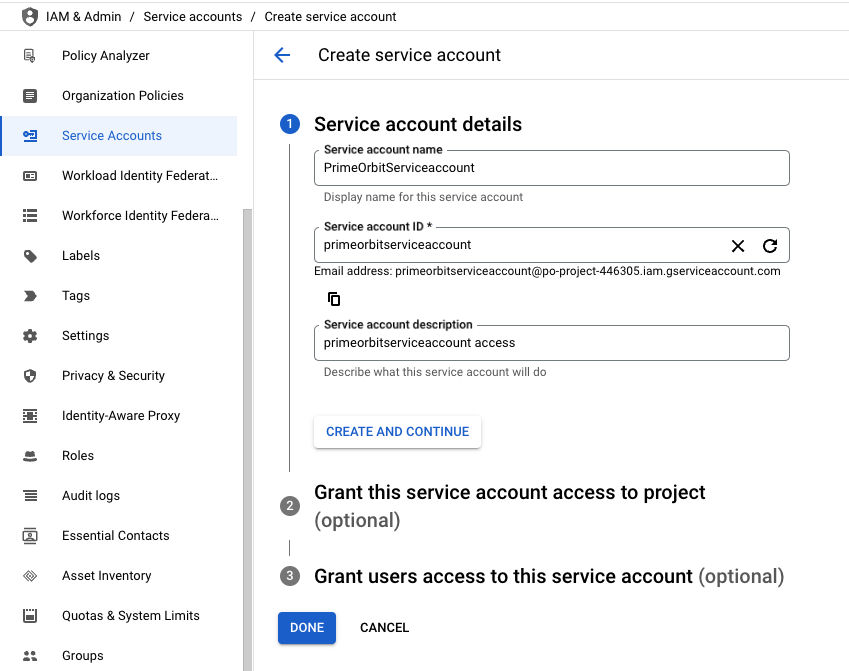 IAM & Admin / Service accounts / Create service account
Policy Analyzer
Organization Policies
Service Accounts
Workload Identity Federat...
Workforce Identity Federa...
Labels
Tags
Settings
Privacy & Security
Identity-Aware Proxy
Roles
Audit logs
Essential Contacts
Asset Inventory
Quotas & System Limits
Groups
Create service account
1 Service account details
Service account name
PrimeOrbitServiceaccount
Display name for this service account
Service account ID *
primeorbitserviceaccount
Email address: primeorbitserviceaccount@po-project-446305.iam.gserviceaccount.com
Service account description
primeorbitserviceaccount access
Describe what this service account will do
CREATE AND CONTINUE
2 Grant this service account access to project
(optional)
3 Grant users access to this service account (optional)
DONE CANCEL